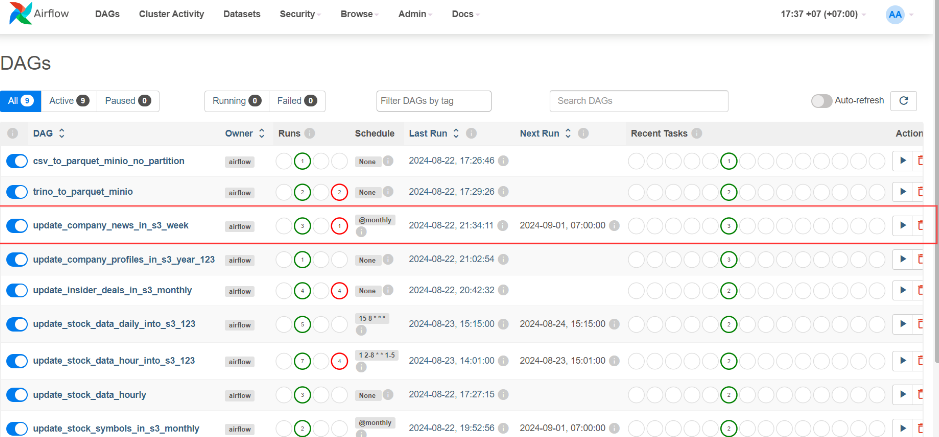 Airflow DAGs Cluster Activity Datasets Security Browse Admin Docs 17:37 +07 (+07:00) AA
DAGs
All 9 Active 9 Paused 0 Running 0 Failed 0 Filter DAGs by tag Search DAGs Auto-refresh
DAG Owner Runs Schedule Last Run Next Run Recent Tasks Action
csv_to_parquet_minio_no_partition airflow 1 None 2024-08-22, 17:26:46 1
trino_to_parquet_minio airflow 2 2 None 2024-08-22, 17:29:26 2
update_company_news_in_s3_week airflow 3 1 @monthly 2024-08-22, 21:34:11 2024-09-01, 07:00:00 3
update_company_profiles_in_s3_year_123 airflow 1 None 2024-08-22, 21:02:54 3
update_insider_deals_in_s3_monthly airflow 4 4 None 2024-08-22, 20:42:32 2
update_stock_data_daily_into_s3_123 airflow 5 15 8 * * * 2024-08-23, 15:15:00 2024-08-24, 15:15:00 2
update_stock_data_hour_into_s3_123 airflow 7 4 1 2-8 * * 1-5 2024-08-23, 14:01:00 2024-08-23, 15:01:00 2
update_stock_data_hourly airflow 3 None 2024-08-22, 17:27:15 2
update_stock_symbols_in_s3_monthly airflow 2 @monthly 2024-08-22, 19:52:56 2024-09-01, 07:00:00 2